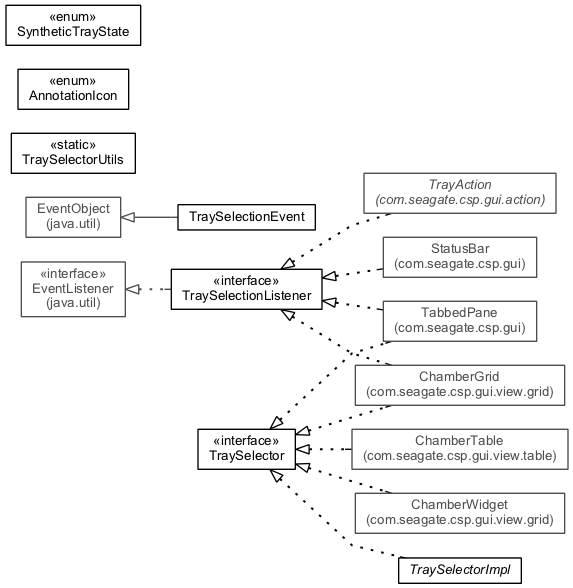 «enum»
SyntheticTrayState
«enum»
AnnotationIcon
«static»
TraySelectorUtils
EventObject
(java.util)
TraySelectionEvent
«interface»
EventListener
(java.util)
«interface»
TraySelectionListener
TrayAction
(com.seagate.csp.gui.action)
StatusBar
(com.seagate.csp.gui)
TabbedPane
(com.seagate.csp.gui)
ChamberGrid
(com.seagate.csp.gui.view.grid)
«interface»
TraySelector
ChamberTable
(com.seagate.csp.gui.view.table)
ChamberWidget
(com.seagate.csp.gui.view.grid)
TraySelectorImpl